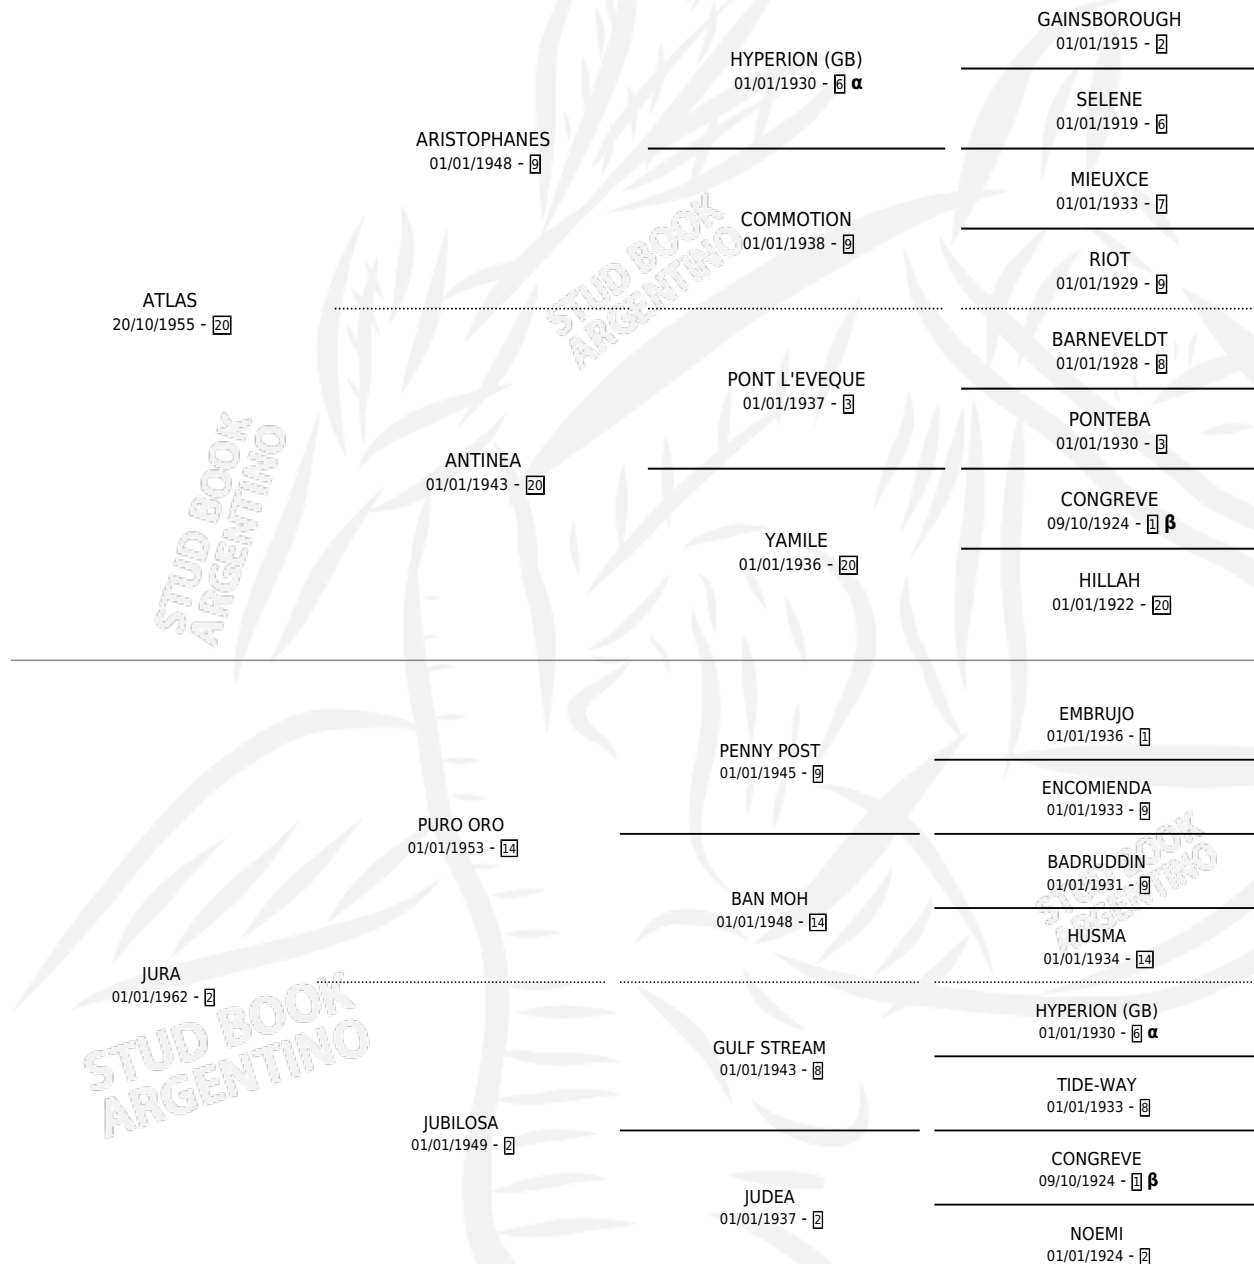 GAINSBOROUGH
01/01/1915 - 2
HYPERION (GB)
01/01/1930 - 6 α
SELENE
01/01/1919 - 6
ARISTOPHANES
01/01/1948 - 9
MIEUXCE
01/01/1933 - 7
COMMOTION
01/01/1938 - 9
RIOT
01/01/1929 - 9
ATLAS
20/10/1955 - 20
BARNEVELDT
01/01/1928 - 8
PONT L'EVEQUE
01/01/1937 - 3
PONTEBA
01/01/1930 - 3
ANTINEA
01/01/1943 - 20
CONGREVE
09/10/1924 - 1 β
YAMILE
01/01/1936 - 20
HILLAH
01/01/1922 - 20
EMBRUJO
01/01/1936 - 1
PENNY POST
01/01/1945 - 9
ENCOMIENDA
01/01/1933 - 9
PURO ORO
01/01/1953 - 14
BADRUDDIN
01/01/1931 - 9
BAN MOH
01/01/1948 - 14
HUSMA
01/01/1934 - 14
JURA
01/01/1962 - 2
HYPERION (GB)
01/01/1930 - 6 α
GULF STREAM
01/01/1943 - 8
TIDE-WAY
01/01/1933 - 8
JUBILOSA
01/01/1949 - 2
CONGREVE
09/10/1924 - 1 β
JUDEA
01/01/1937 - 2
NOEMI
01/01/1924 - 2
STUD BOOK
ARGENTINO
STUD BOOK
ARGENTINO
STUD BOOK
ARGENTINO
STUD BOOK
ARGENTINO